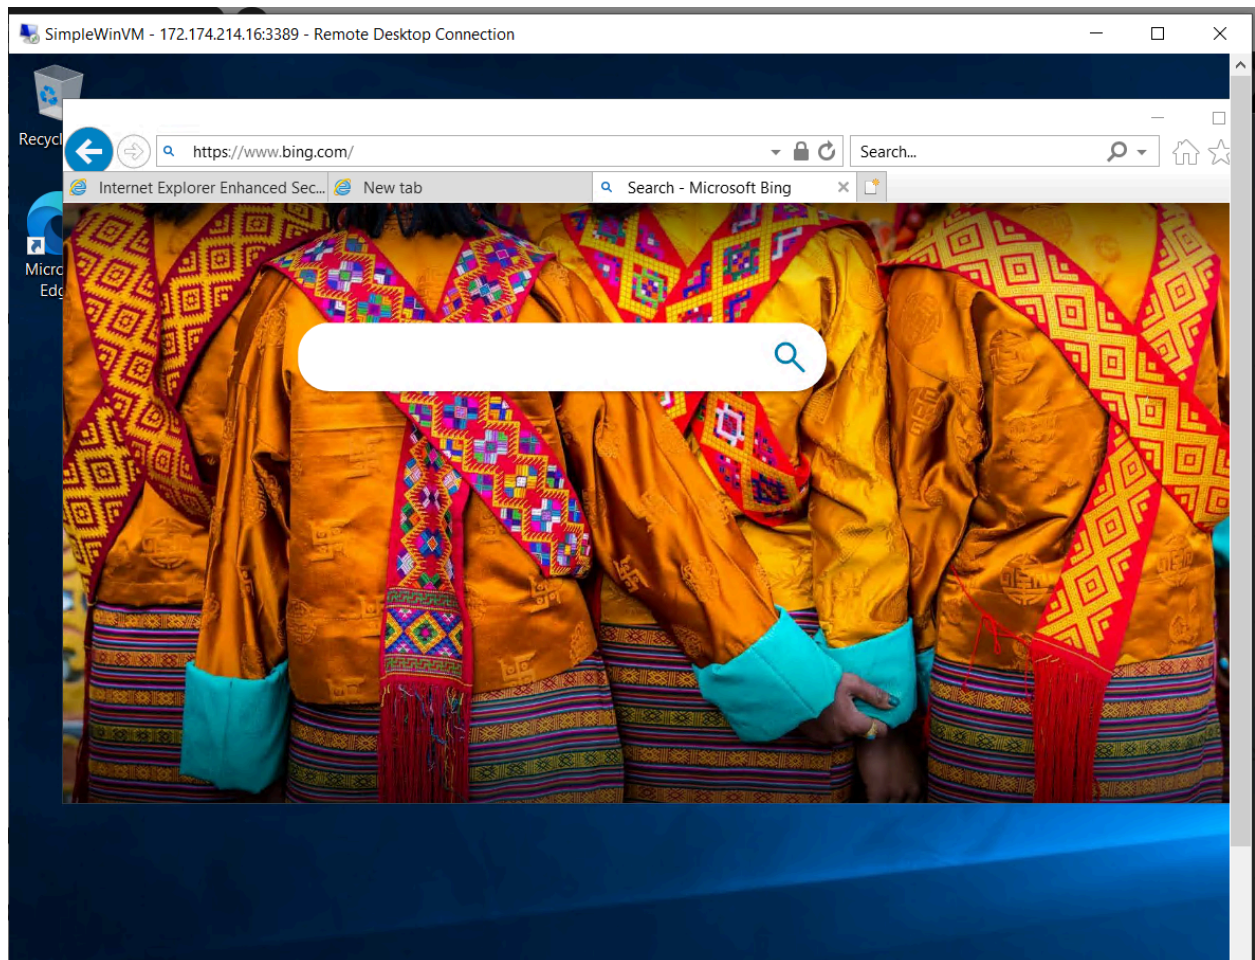 SimpleWinVM - 172.174.214.16:3389 - Remote Desktop Connection
Recycl
https://www.bing.com/
Search...
Internet Explorer Enhanced Sec...
New tab
Search - Microsoft Bing
Micro
Edg